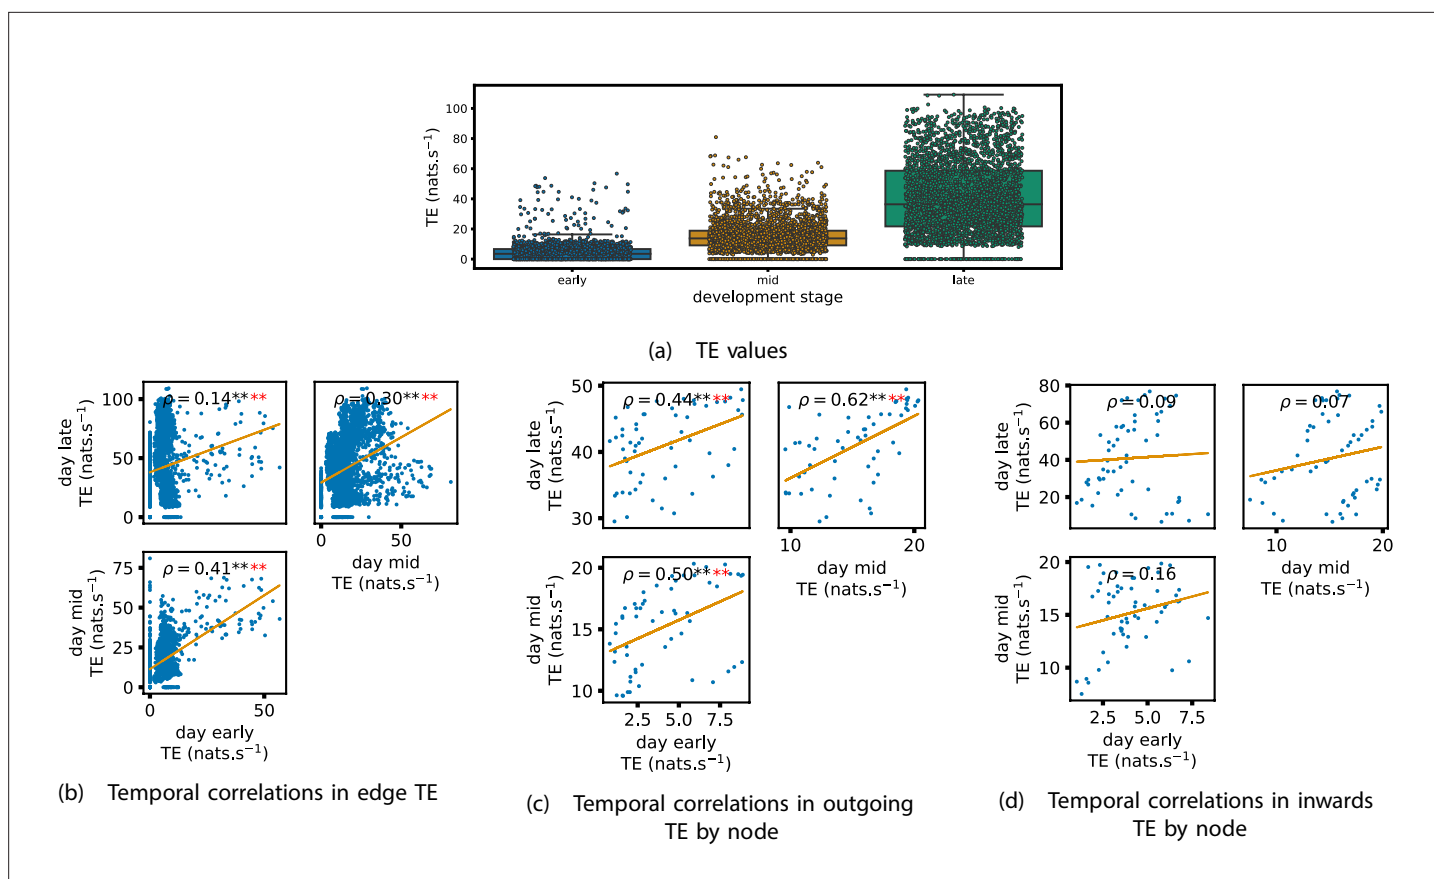 100
80
60
40
20
0
TE (nats.s⁻¹)
early
mid
late
development stage
(a) TE values
ρ = 0.14** **
100
50
0
day late
TE (nats.s⁻¹)
ρ = 0.30** **
0
50
day mid
TE (nats.s⁻¹)
ρ = 0.41** **
75
50
25
0
day mid
TE (nats.s⁻¹)
0
50
day early
TE (nats.s⁻¹)
(b) Temporal correlations in edge TE
ρ = 0.44** **
50
40
30
day late
TE (nats.s⁻¹)
ρ = 0.62** **
10
20
day mid
TE (nats.s⁻¹)
ρ = 0.50** **
20
15
10
day mid
TE (nats.s⁻¹)
2.5
5.0
7.5
day early
TE (nats.s⁻¹)
(c) Temporal correlations in outgoing
TE by node
ρ = 0.09
80
60
40
20
day late
TE (nats.s⁻¹)
ρ = 0.07
10
20
day mid
TE (nats.s⁻¹)
ρ = 0.16
20
15
10
day mid
TE (nats.s⁻¹)
2.5
5.0
7.5
day early
TE (nats.s⁻¹)
(d) Temporal correlations in inwards
TE by node